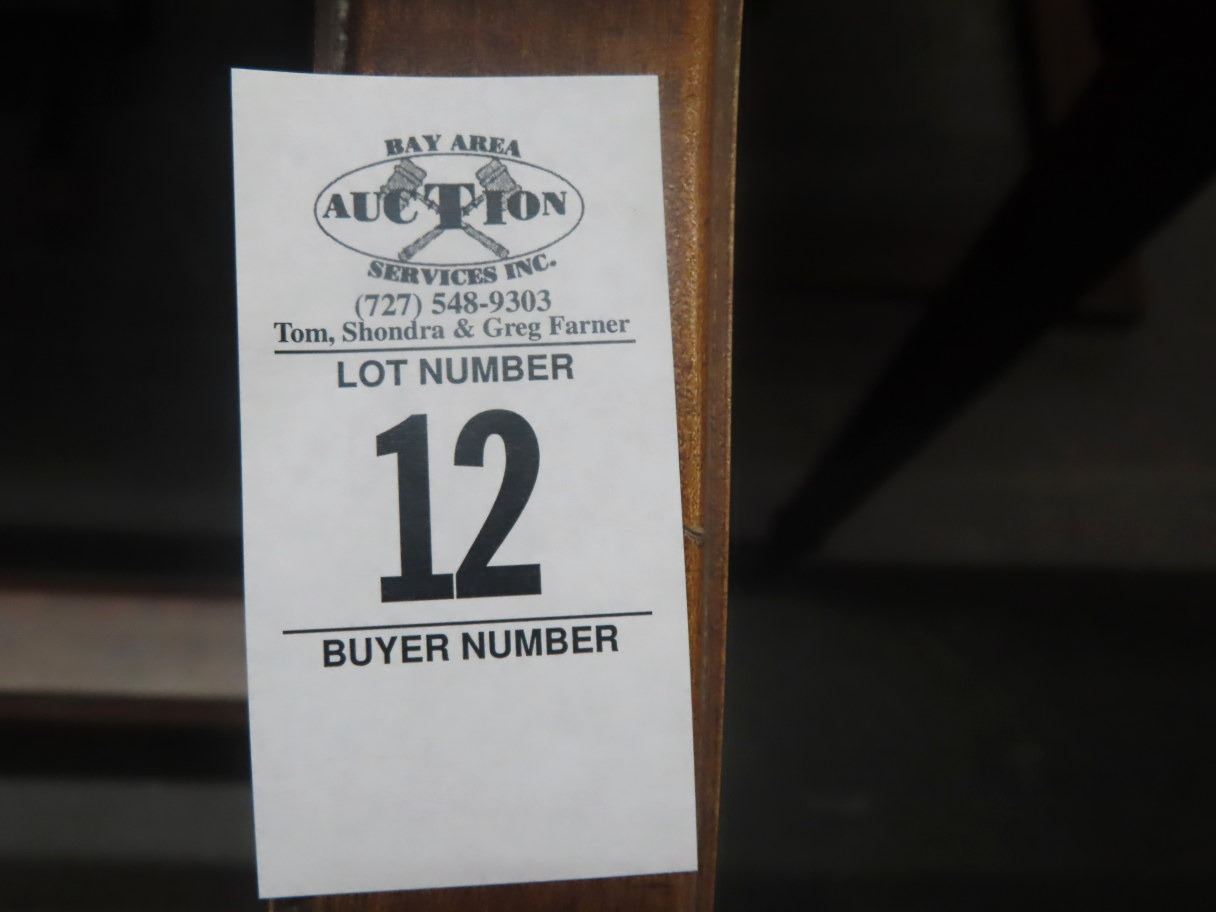 BAY AREA
AUCTION
SERVICES INC.
(727) 548-9303
Tom, Shondra & Greg Farner
LOT NUMBER
12
BUYER NUMBER